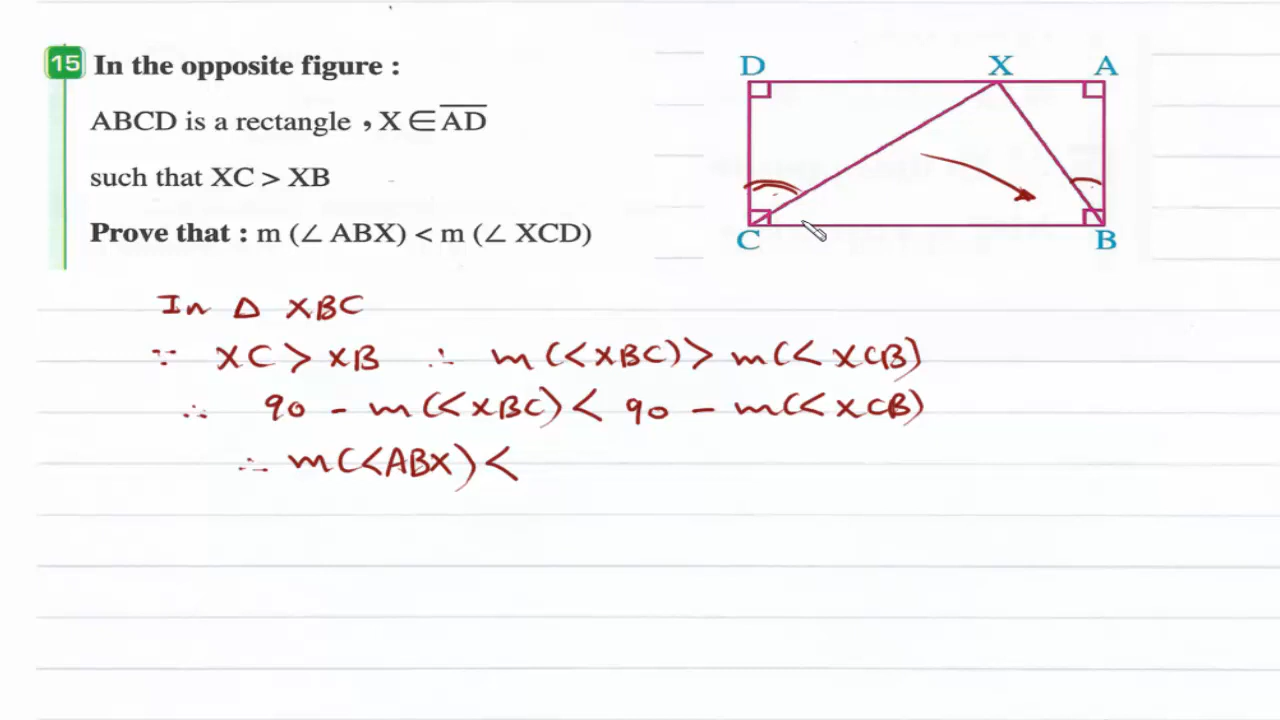 15 In the opposite figure :
ABCD is a rectangle , X ∈ A̅D̅
such that XC > XB
Prove that : m (∠ ABX) < m (∠ XCD)
D X A
C B
In Δ XBC
∵ XC > XB ∴ m(<XBC) > m(<XCB)
∴ 90 - m(<XBC) < 90 - m(<XCB)
∴ m(<ABX) <